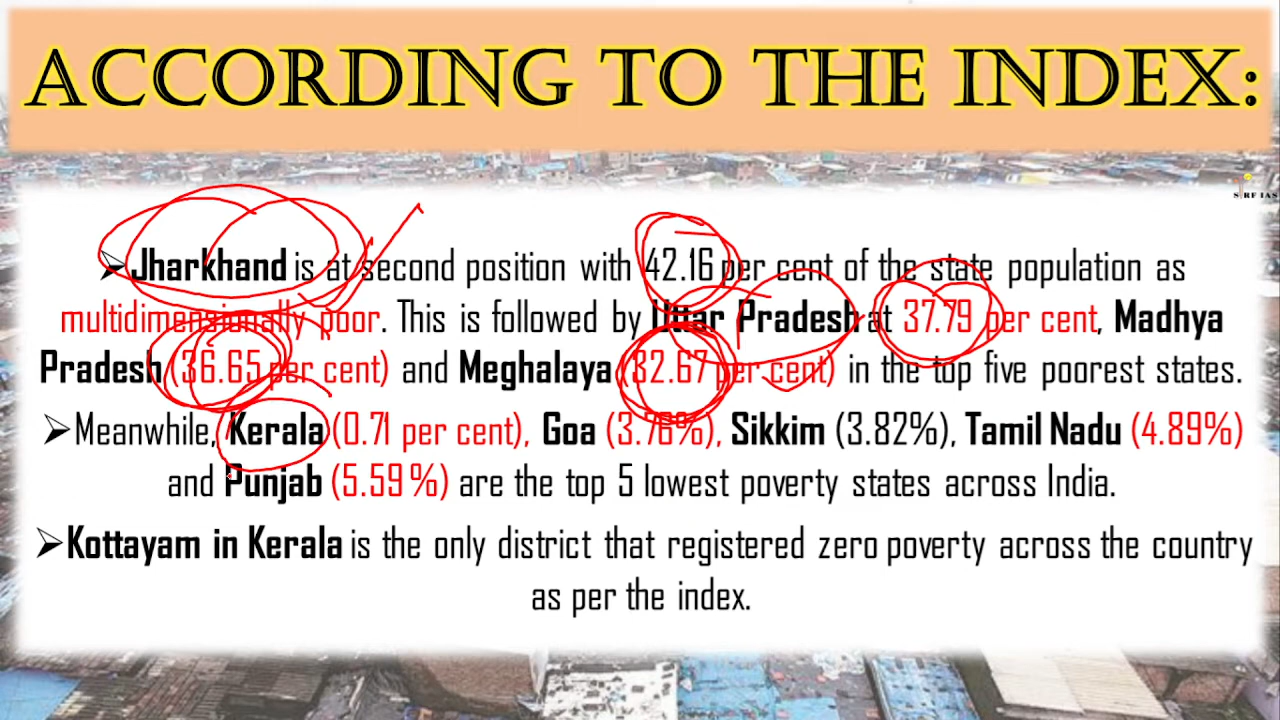 ACCORDING TO THE INDEX:
SIRF IAS
➢Jharkhand is at second position with 42.16 per cent of the state population as
multidimensionally poor. This is followed by Uttar Pradesh at 37.79 per cent, Madhya
Pradesh (36.65 per cent) and Meghalaya (32.67 per cent) in the top five poorest states.
➢Meanwhile, Kerala (0.71 per cent), Goa (3.76%), Sikkim (3.82%), Tamil Nadu (4.89%)
and Punjab (5.59%) are the top 5 lowest poverty states across India.
➢Kottayam in Kerala is the only district that registered zero poverty across the country
as per the index.